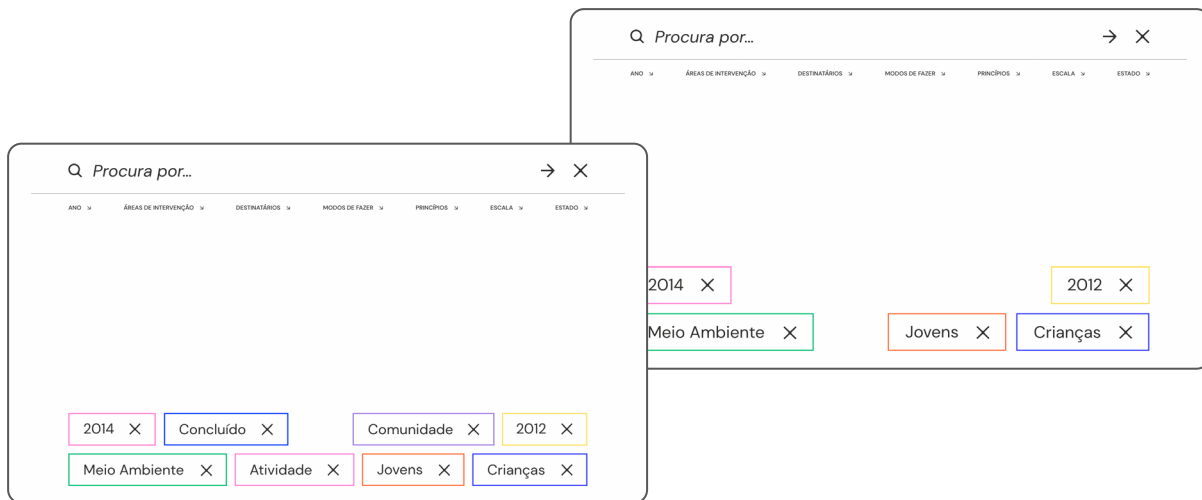 Procura por...
ANO ÁREAS DE INTERVENÇÃO DESTINATÁRIOS MODOS DE FAZER PRINCÍPIOS ESCALA ESTADO
2014 2012
Meio Ambiente Jovens Crianças
Procura por...
ANO ÁREAS DE INTERVENÇÃO DESTINATÁRIOS MODOS DE FAZER PRINCÍPIOS ESCALA ESTADO
2014 Concluído Comunidade 2012
Meio Ambiente Atividade Jovens Crianças